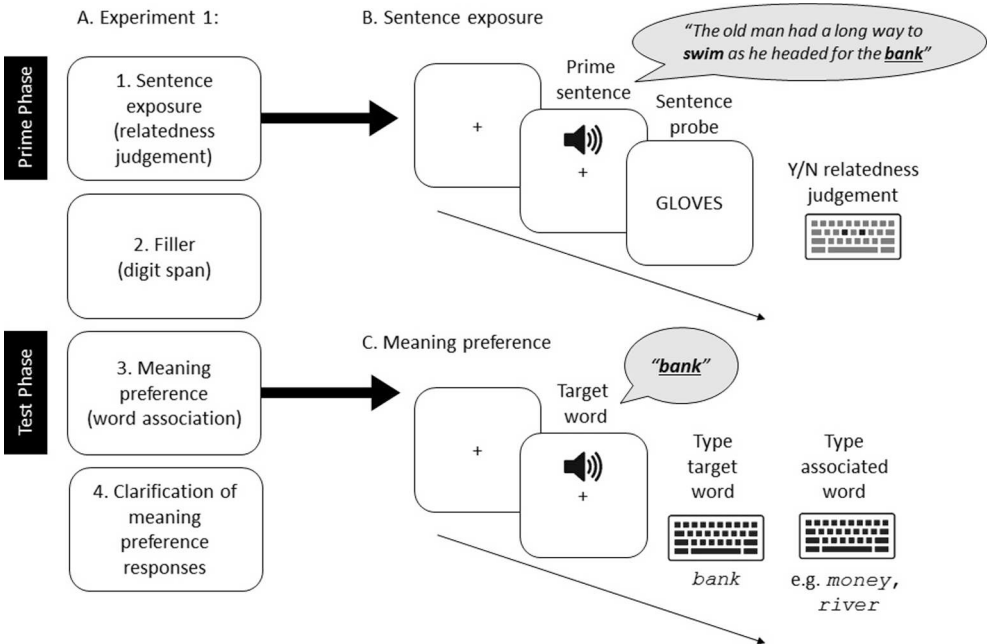 A. Experiment 1:
Prime Phase
1. Sentence
exposure
(relatedness
judgement)
2. Filler
(digit span)
Test Phase
3. Meaning
preference
(word association)
4. Clarification of
meaning
preference
responses
B. Sentence exposure
“The old man had a long way to
swim as he headed for the bank”
+
Prime
sentence
+
Sentence
probe
GLOVES
Y/N relatedness
judgement
C. Meaning preference
“bank”
+
Target
word
+
Type
target
word
bank
Type
associated
word
e.g. money,
river